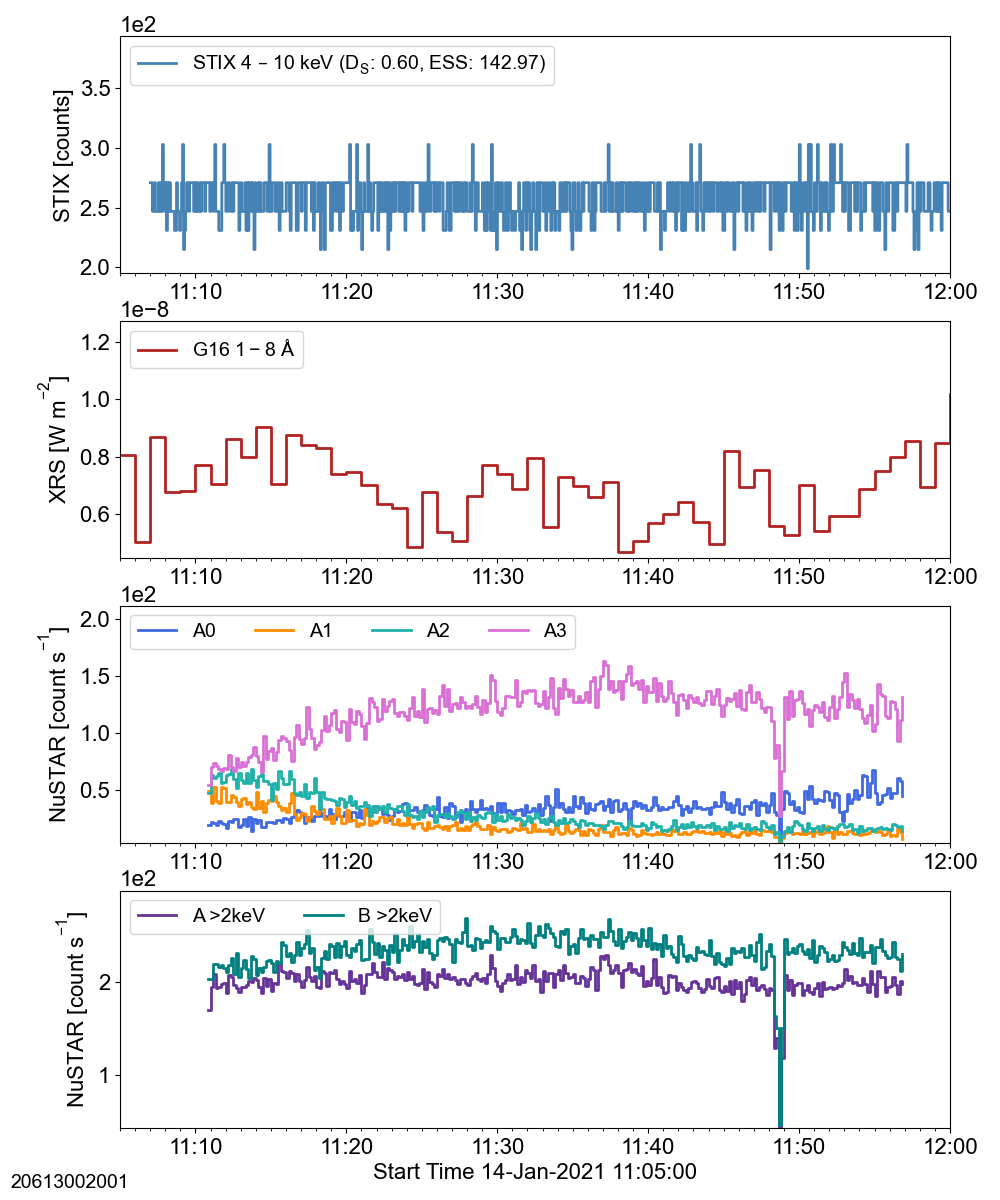 1e2
STIX 4 – 10 keV (D_S: 0.60, ESS: 142.97)
STIX [counts]
3.5
3.0
2.5
2.0
11:10 11:20 11:30 11:40 11:50 12:00
1e−8
G16 1 – 8 Å
XRS [W m⁻²]
1.2
1.0
0.8
0.6
11:10 11:20 11:30 11:40 11:50 12:00
1e2
A0 A1 A2 A3
NuSTAR [count s⁻¹]
2.0
1.5
1.0
0.5
11:10 11:20 11:30 11:40 11:50 12:00
1e2
A >2keV B >2keV
NuSTAR [count s⁻¹]
2
1
11:10 11:20 11:30 11:40 11:50 12:00
Start Time 14-Jan-2021 11:05:00
20613002001